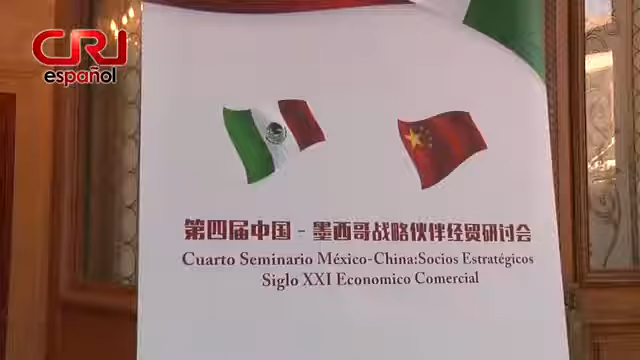 CRI
español
第四届中国 - 墨西哥战略伙伴经贸研讨会
Cuarto Seminario México-China:Socios Estratégicos
Siglo XXI Economico Comercial